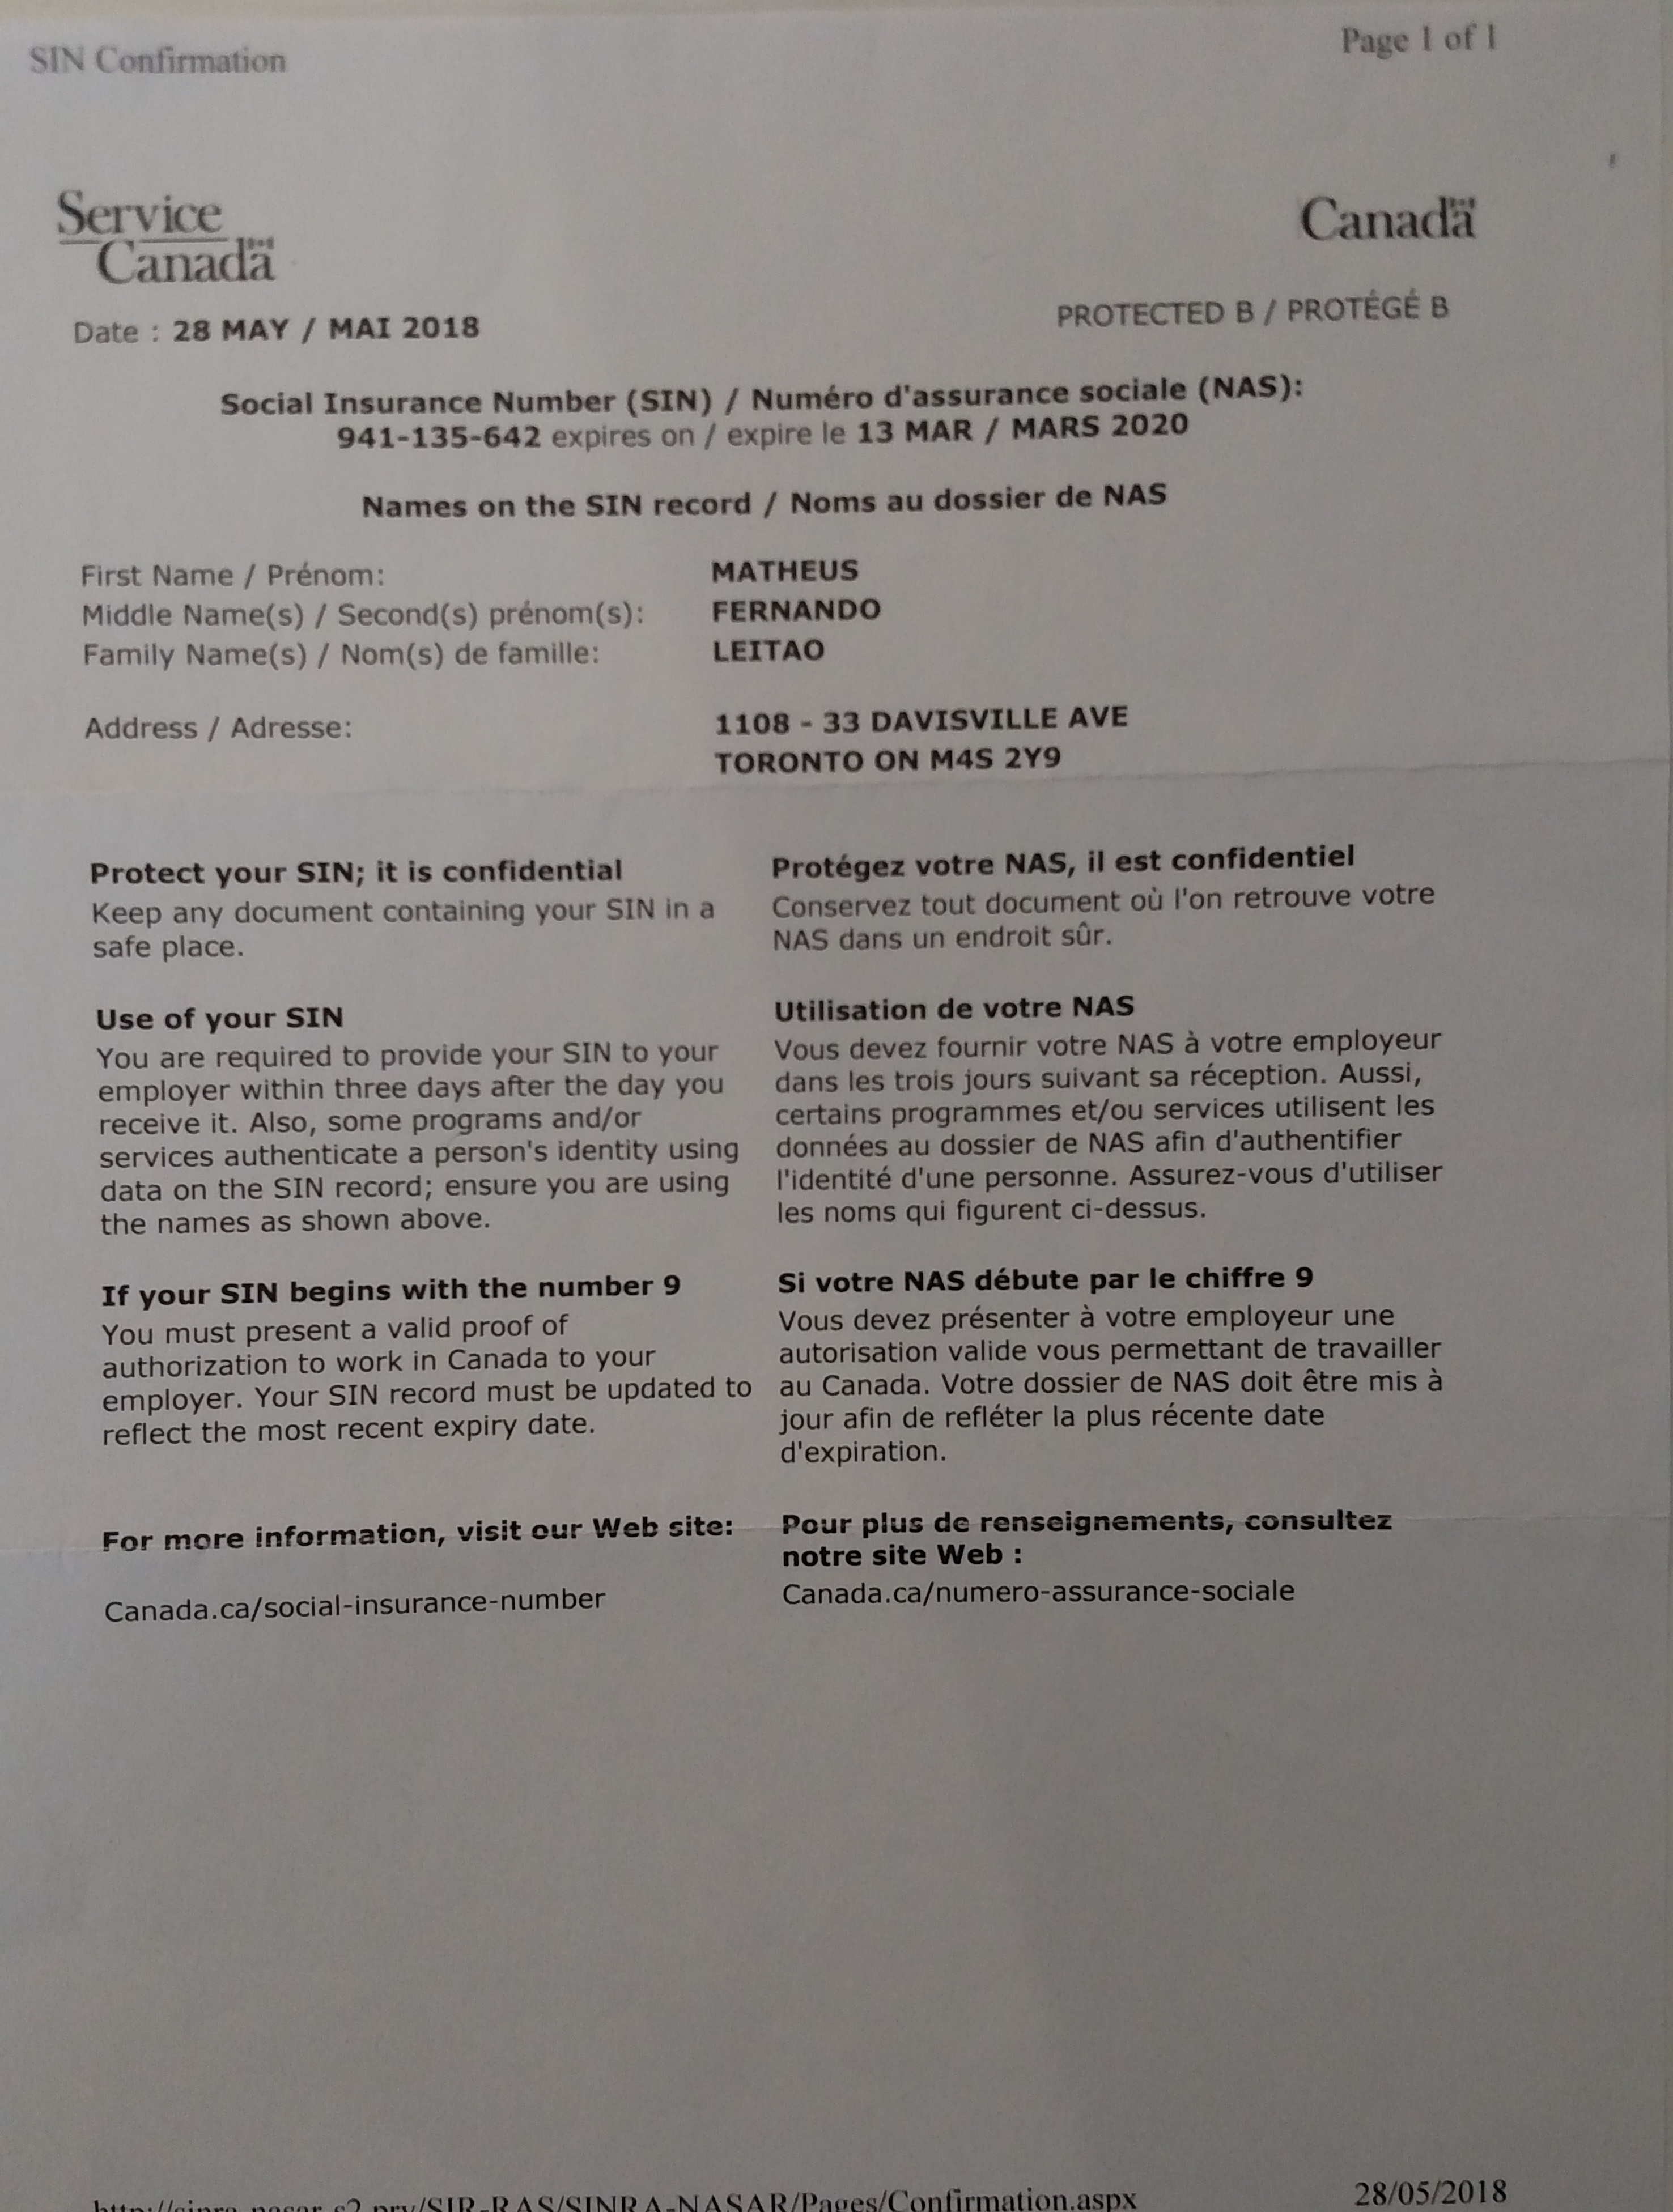 SIN Confirmation
Page 1 of 1
Service
Canada
Canada
Date : 28 MAY / MAI 2018
PROTECTED B / PROTÉGÉ B
Social Insurance Number (SIN) / Numéro d'assurance sociale (NAS):
941-135-642 expires on / expire le 13 MAR / MARS 2020
Names on the SIN record / Noms au dossier de NAS
First Name / Prénom: MATHEUS
Middle Name(s) / Second(s) prénom(s): FERNANDO
Family Name(s) / Nom(s) de famille: LEITAO
Address / Adresse: 1108 - 33 DAVISVILLE AVE
TORONTO ON M4S 2Y9
Protect your SIN; it is confidential
Keep any document containing your SIN in a
safe place.
Use of your SIN
You are required to provide your SIN to your
employer within three days after the day you
receive it. Also, some programs and/or
services authenticate a person's identity using
data on the SIN record; ensure you are using
the names as shown above.
If your SIN begins with the number 9
You must present a valid proof of
authorization to work in Canada to your
employer. Your SIN record must be updated to
reflect the most recent expiry date.
For more information, visit our Web site:
Canada.ca/social-insurance-number
Protégez votre NAS, il est confidentiel
Conservez tout document où l'on retrouve votre
NAS dans un endroit sûr.
Utilisation de votre NAS
Vous devez fournir votre NAS à votre employeur
dans les trois jours suivant sa réception. Aussi,
certains programmes et/ou services utilisent les
données au dossier de NAS afin d'authentifier
l'identité d'une personne. Assurez-vous d'utiliser
les noms qui figurent ci-dessus.
Si votre NAS débute par le chiffre 9
Vous devez présenter à votre employeur une
autorisation valide vous permettant de travailler
au Canada. Votre dossier de NAS doit être mis à
jour afin de refléter la plus récente date
d'expiration.
Pour plus de renseignements, consultez
notre site Web :
Canada.ca/numero-assurance-sociale
/SIR-RAS/SINRA-NASAR/Pages/Confirmation.aspx
28/05/2018